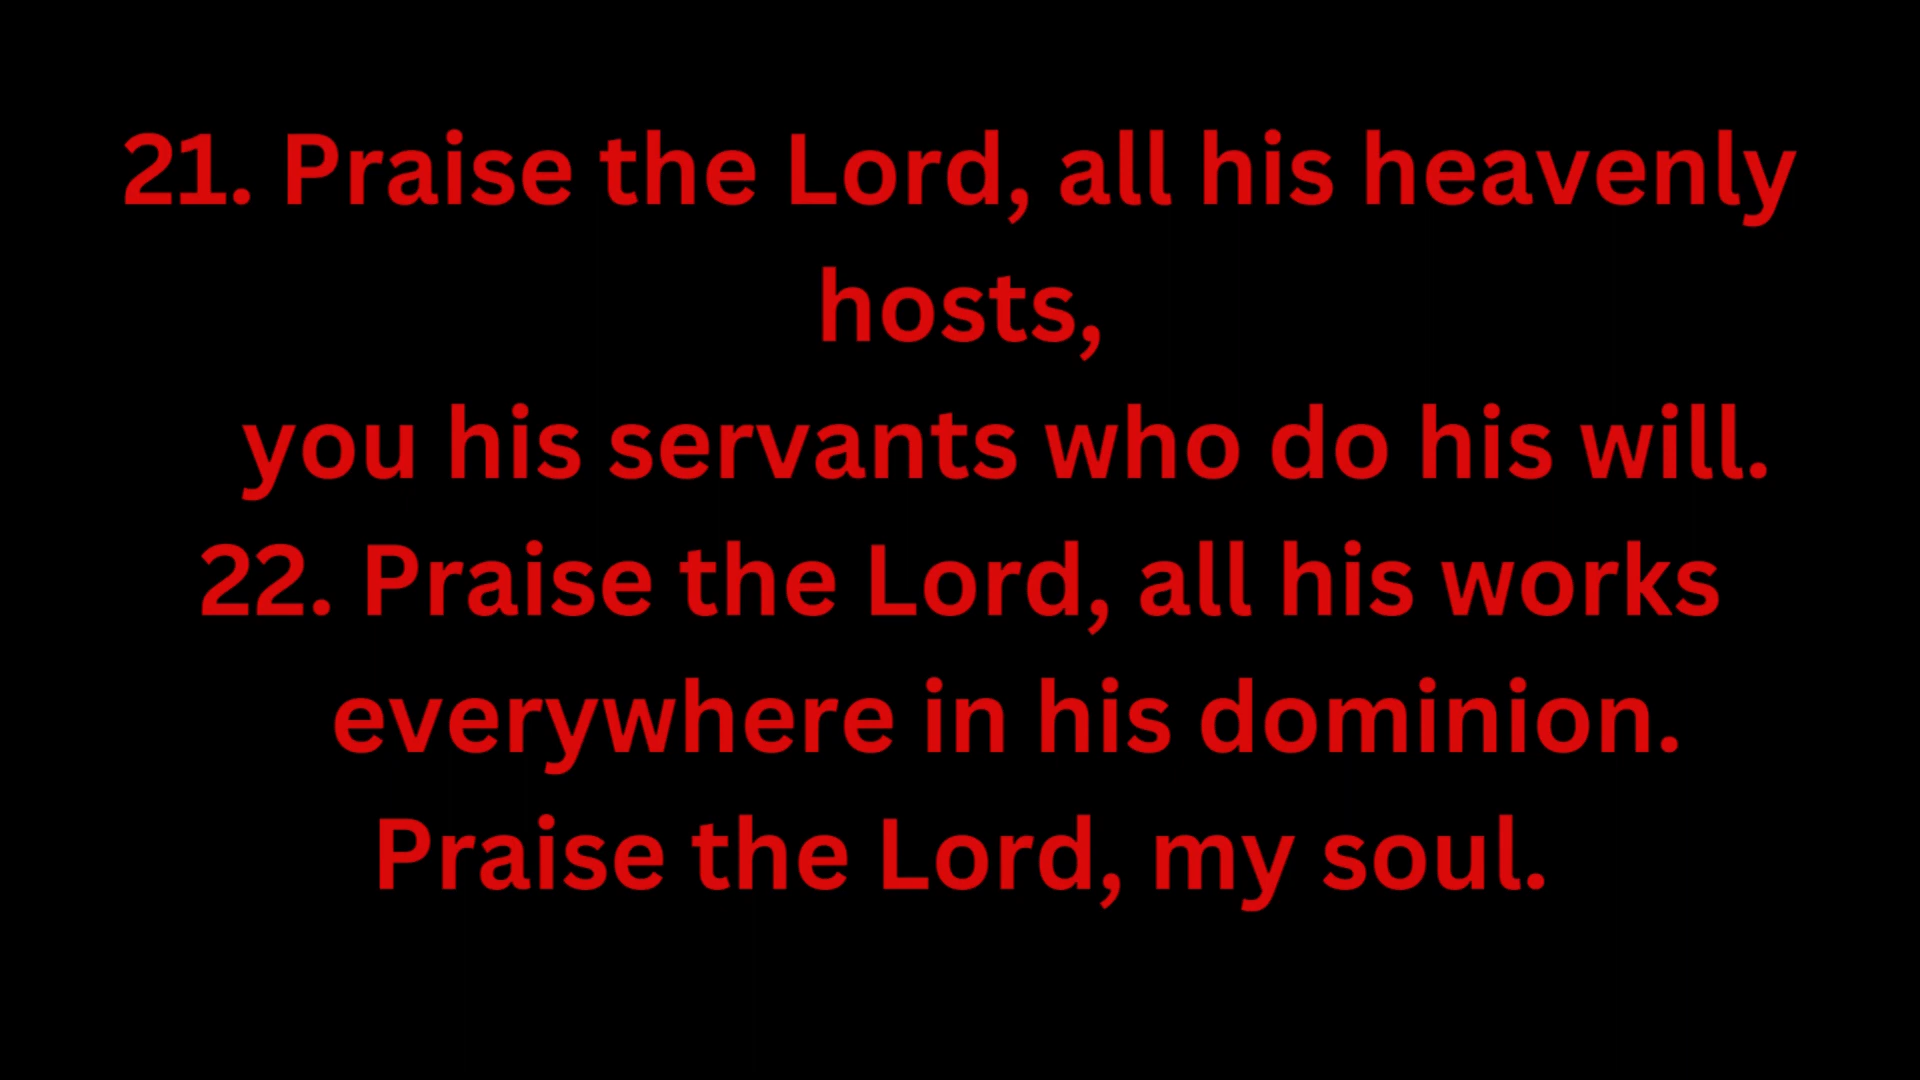 21. Praise the Lord, all his heavenly
hosts,
you his servants who do his will.
22. Praise the Lord, all his works
everywhere in his dominion.
Praise the Lord, my soul.